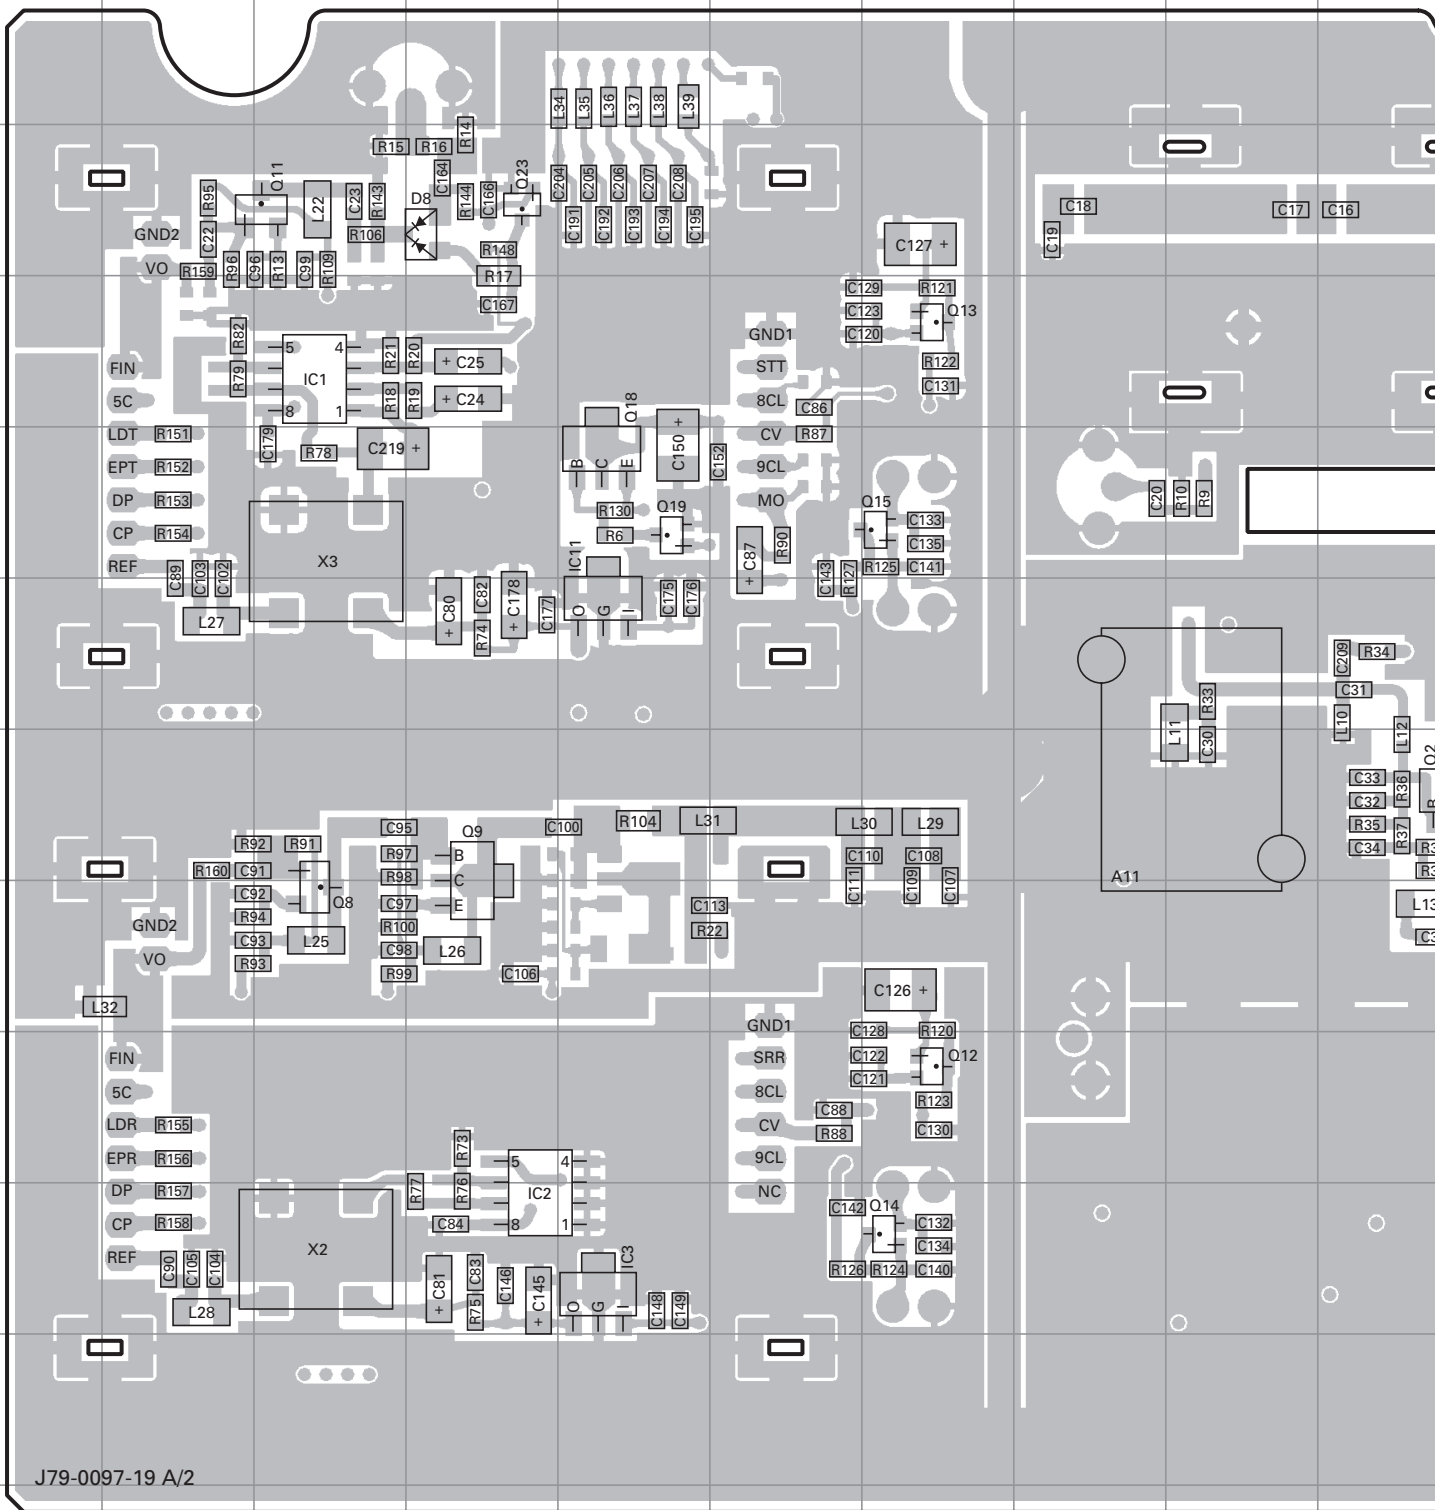 L34 L35 L36 L37 L38 L39
R15 R16 R14
Q11 C164 Q23
R95 L22 C23 R143 D8 R144 C166 C204 C205 C206 C207 C208
C18 C17 C16
GND2 C22 R106 C191 C192 C193 C194 C195
C127 + C19
R148
VO R159 R96 C96 R13 C99 R109 R17
C129 R121
C167 C123 Q13
R82 C120
GND1
5 4 R21 R20
FIN R79 IC1 + C25 STT R122
C131
5C 8 1 R18 R19 + C24 8CL C86
Q18 +
LDT R151 C179 R78 C219 + C150 C152 CV R87
EPT R152 B C E 9CL
C20 R10 R9
DP R153 R130 Q19 MO Q15
C133
CP R154 R6 R90 C135
X3 IC11 C87 +
REF C89 C103 C102 R125 C141
C143 R127
C80 + C82 C178 + C177 O G I C175 C176
L27 R74
C209 R34
C31
L11 R33 C30 L10 L12
Q2
C33
C32 R36 B
C95 Q9 C100 R104 L31 L30 L29 R35 R37
R92 R91 C34 R3
R97 B C110 C108
R160 C91 R98 C C111 C109 C107 A11 R3
C92 C97 E
Q8 C113 L13
R94 R100
GND2 R22
C93 L25 C98 L26 C3
VO R93 R99 C106
C126 +
L32
GND1 C128 R120
FIN SRR C122 Q12
C121
5C 8CL R123
C88
LDR R155 CV R88 C130
R73
EPR R156 5 4 9CL
DP R157 R77 R76 IC2 NC
C142 Q14
CP R158 C84 8 1 C132
X2 IC3 C134
REF C90 C105 C104 C81 + C83 C146 C145 + R126 R124 C140
L28 R75 O G I C148 C149
J79-0097-19 A/2